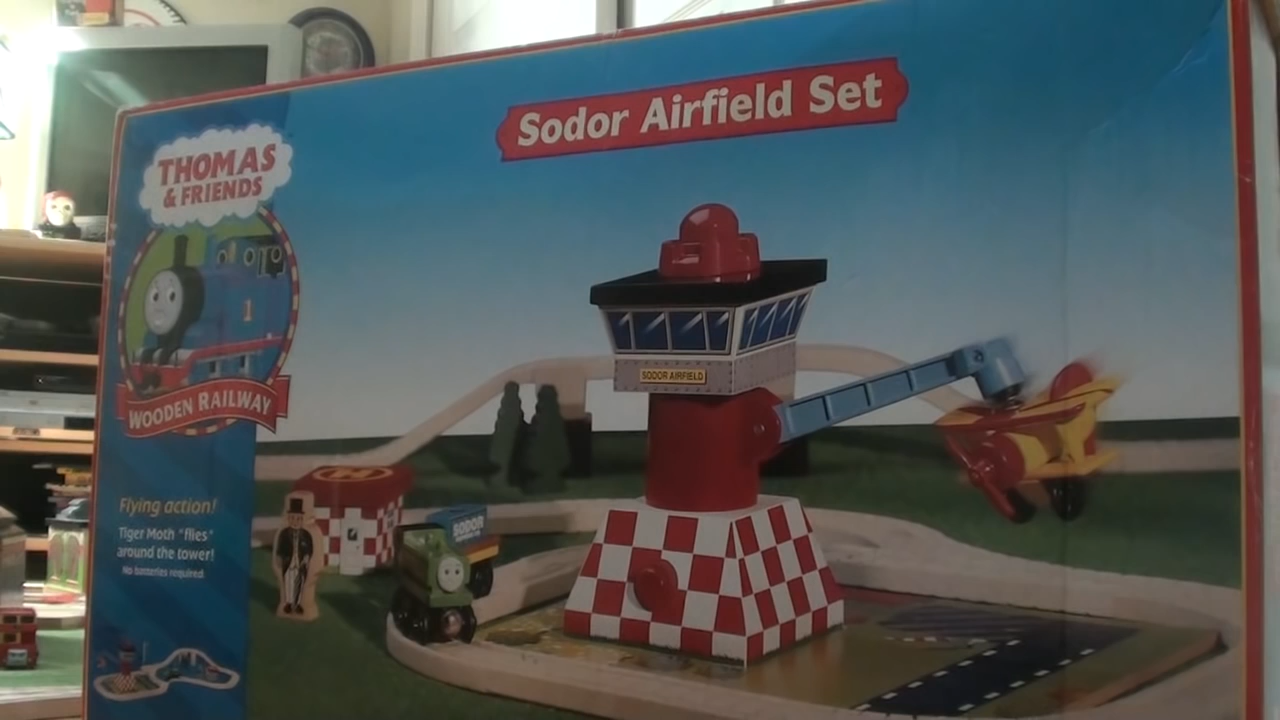 Sodor Airfield Set
THOMAS
& FRIENDS
1
WOODEN RAILWAY
SODOR AIRFIELD
SODOR
Flying action!
Tiger Moth "flies"
around the tower!
No batteries required.